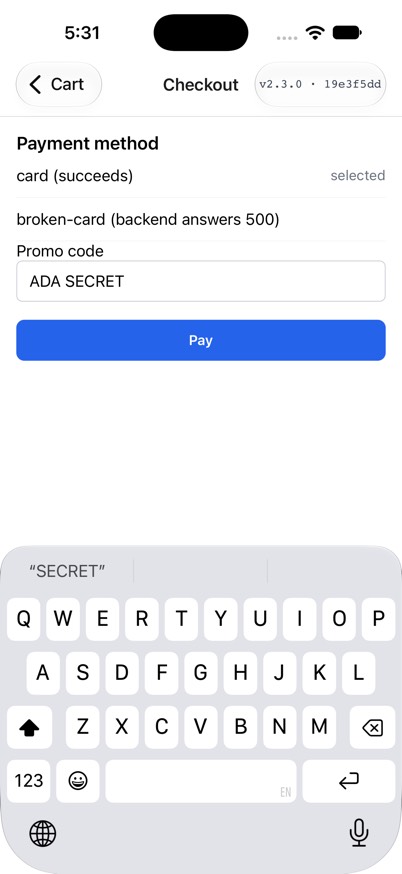 5:31
Cart
Checkout
v2.3.0 · 19e3f5dd
Payment method
card (succeeds)
selected
broken-card (backend answers 500)
Promo code
ADA SECRET
Pay
“SECRET”
Q W E R T Y U I O P
A S D F G H J K L
Z X C V B N M
123
EN